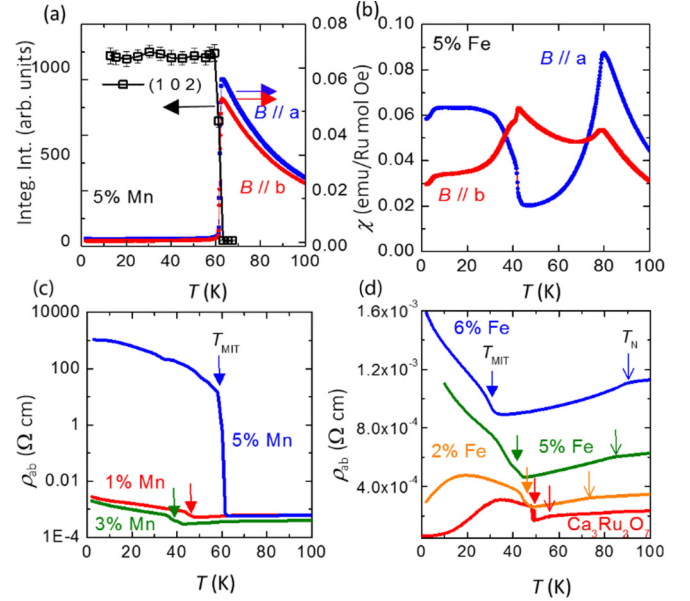 (a)
(b)
1000
500
0
Integ. Int. (arb. units)
(1 0 2)
B // a
B // b
5% Mn
0.08
0.06
0.04
0.02
0.00
0 20 40 60 80 100
T (K)
0.10
0.08
0.06
0.04
0.02
0.00
χ (emu/Ru mol Oe)
5% Fe
B // a
B // b
0 20 40 60 80 100
T (K)
(c)
(d)
10000
100
1
0.01
1E-4
ρab (Ω cm)
TMIT
5% Mn
1% Mn
3% Mn
0 20 40 60 80 100
T (K)
1.6x10-3
1.2x10-3
8.0x10-4
4.0x10-4
ρab (Ω cm)
6% Fe
TMIT
TN
5% Fe
2% Fe
Ca3Ru2O7
0 20 40 60 80 100
T (K)